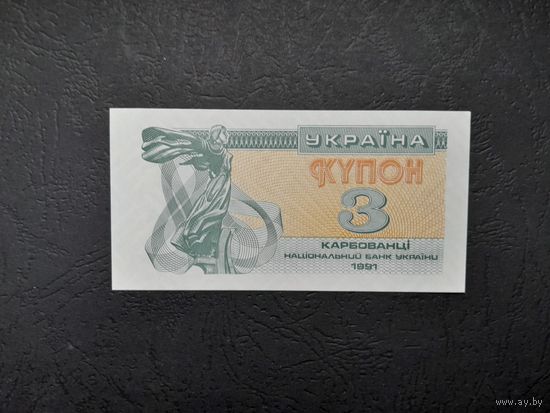 УКРАЇНА
КУПОН
3
КАРБОВАНЦІ
НАЦІОНАЛЬНИЙ БАНК УКРАЇНИ
1991
www.ay.by